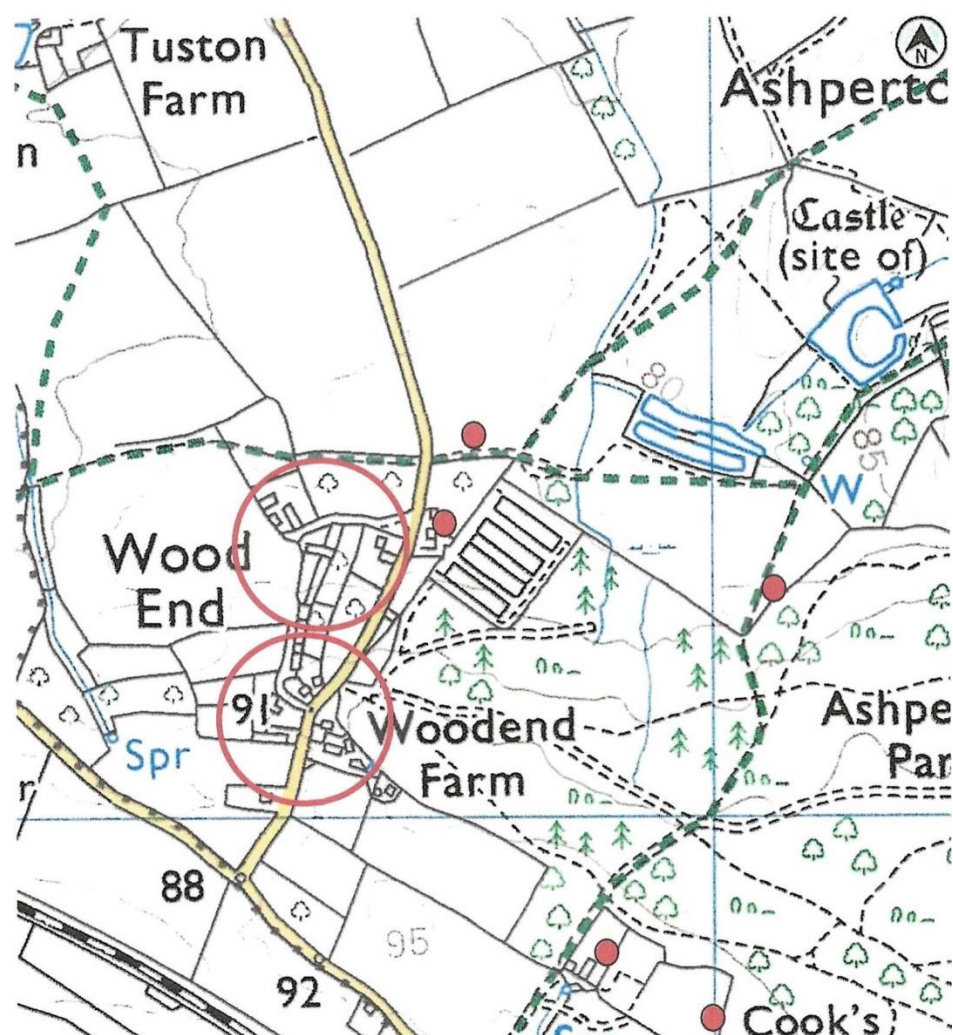 Tuston
Farm
N
Ashpertc
n
Castle
(site of)
80
85
W
Wood
End
91
Woodend
Farm
Ashpe
Par
Spr
r
88
95
92
Cook's